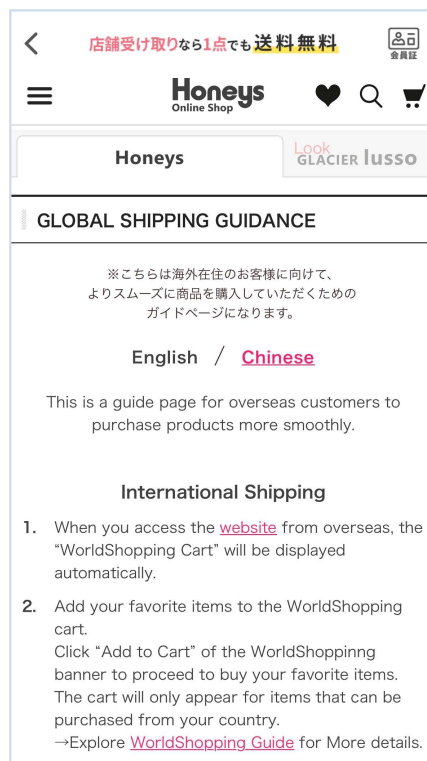 店舗受け取りなら1点でも送料無料
会員証
Honeys
Online Shop
Honeys
Look
GLACIER lusso
GLOBAL SHIPPING GUIDANCE
※こちらは海外在住のお客様に向けて、
よりスムーズに商品を購入していただくための
ガイドページになります。
English / Chinese
This is a guide page for overseas customers to
purchase products more smoothly.
International Shipping
1. When you access the website from overseas, the
“WorldShopping Cart” will be displayed
automatically.
2. Add your favorite items to the WorldShopping
cart.
Click “Add to Cart” of the WorldShoppinng
banner to proceed to buy your favorite items.
The cart will only appear for items that can be
purchased from your country.
→Explore WorldShopping Guide for More details.